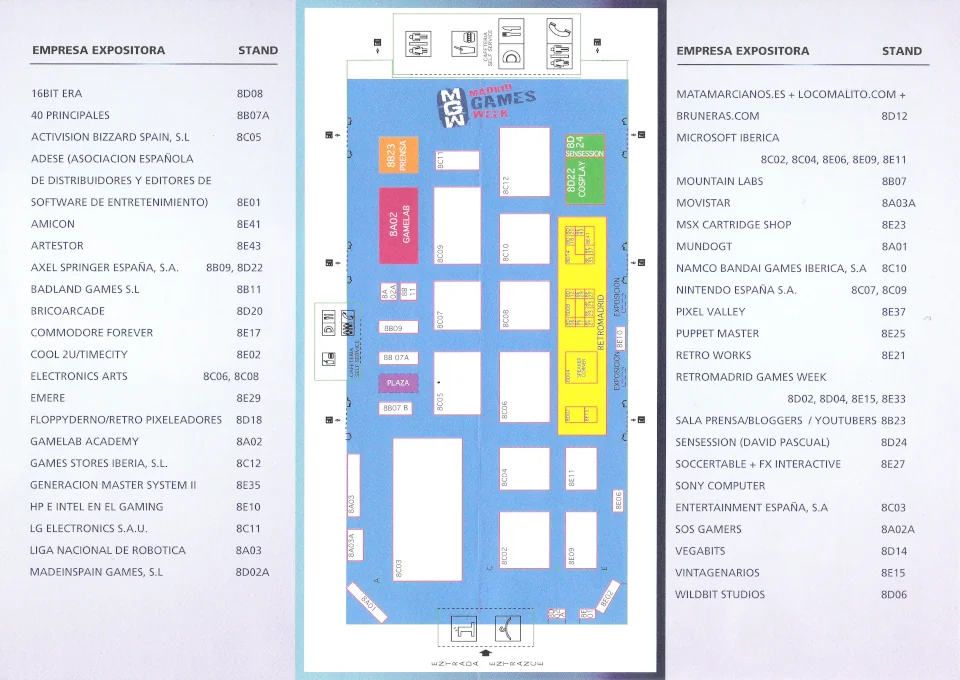 EMPRESA EXPOSITORA STAND
16BIT ERA 8D08
40 PRINCIPALES 8B07A
ACTIVISION BIZZARD SPAIN, S.L 8C05
ADESE (ASOCIACION ESPAÑOLA
DE DISTRIBUIDORES Y EDITORES DE
SOFTWARE DE ENTRETENIMIENTO) 8E01
AMICON 8E41
ARTESTOR 8E43
AXEL SPRINGER ESPAÑA, S.A. 8B09, 8D22
BADLAND GAMES S.L 8B11
BRICOARCADE 8D20
COMMODORE FOREVER 8E17
COOL 2U/TIMECITY 8E02
ELECTRONICS ARTS 8C06, 8C08
EMERE 8E29
FLOPPYDERNO/RETRO PIXELEADORES 8D18
GAMELAB ACADEMY 8A02
GAMES STORES IBERIA, S.L. 8C12
GENERACION MASTER SYSTEM II 8E35
HP E INTEL EN EL GAMING 8E10
LG ELECTRONICS S.A.U. 8C11
LIGA NACIONAL DE ROBOTICA 8A03
MADEINSPAIN GAMES, S.L 8D02A
CAFETERIA
SELF SERVICE
MGW MADRID
GAMES
WEEK
8B23
PRENSA
8C11
8C12
8D24
SENSESSION
8D22
COSPLAY
8A02
GAMELAB
8C09
8C10
8A02A
8B11
8C07
8C08
8B09
8B 07A
PLAZA
8B07 B
8C05
8C06
RETROMADRID
SPEAKER
CORNER
EXPOSICIÓN
8E10
EXPOSICIÓN
CAFETERIA
SELF SERVICE
8C04
8E11
8A03
8A03A
8C03
8C02
8E09
8E06
A
C
E
8A01
8E02
ENTRADA ENTRANCE
EMPRESA EXPOSITORA STAND
MATAMARCIANOS.ES + LOCOMALITO.COM +
BRUNERAS.COM 8D12
MICROSOFT IBERICA
8C02, 8C04, 8E06, 8E09, 8E11
MOUNTAIN LABS 8B07
MOVISTAR 8A03A
MSX CARTRIDGE SHOP 8E23
MUNDOGT 8A01
NAMCO BANDAI GAMES IBERICA, S.A 8C10
NINTENDO ESPAÑA S.A. 8C07, 8C09
PIXEL VALLEY 8E37
PUPPET MASTER 8E25
RETRO WORKS 8E21
RETROMADRID GAMES WEEK
8D02, 8D04, 8E15, 8E33
SALA PRENSA/BLOGGERS / YOUTUBERS 8B23
SENSESSION (DAVID PASCUAL) 8D24
SOCCERTABLE + FX INTERACTIVE 8E27
SONY COMPUTER
ENTERTAINMENT ESPAÑA, S.A 8C03
SOS GAMERS 8A02A
VEGABITS 8D14
VINTAGENARIOS 8E15
WILDBIT STUDIOS 8D06